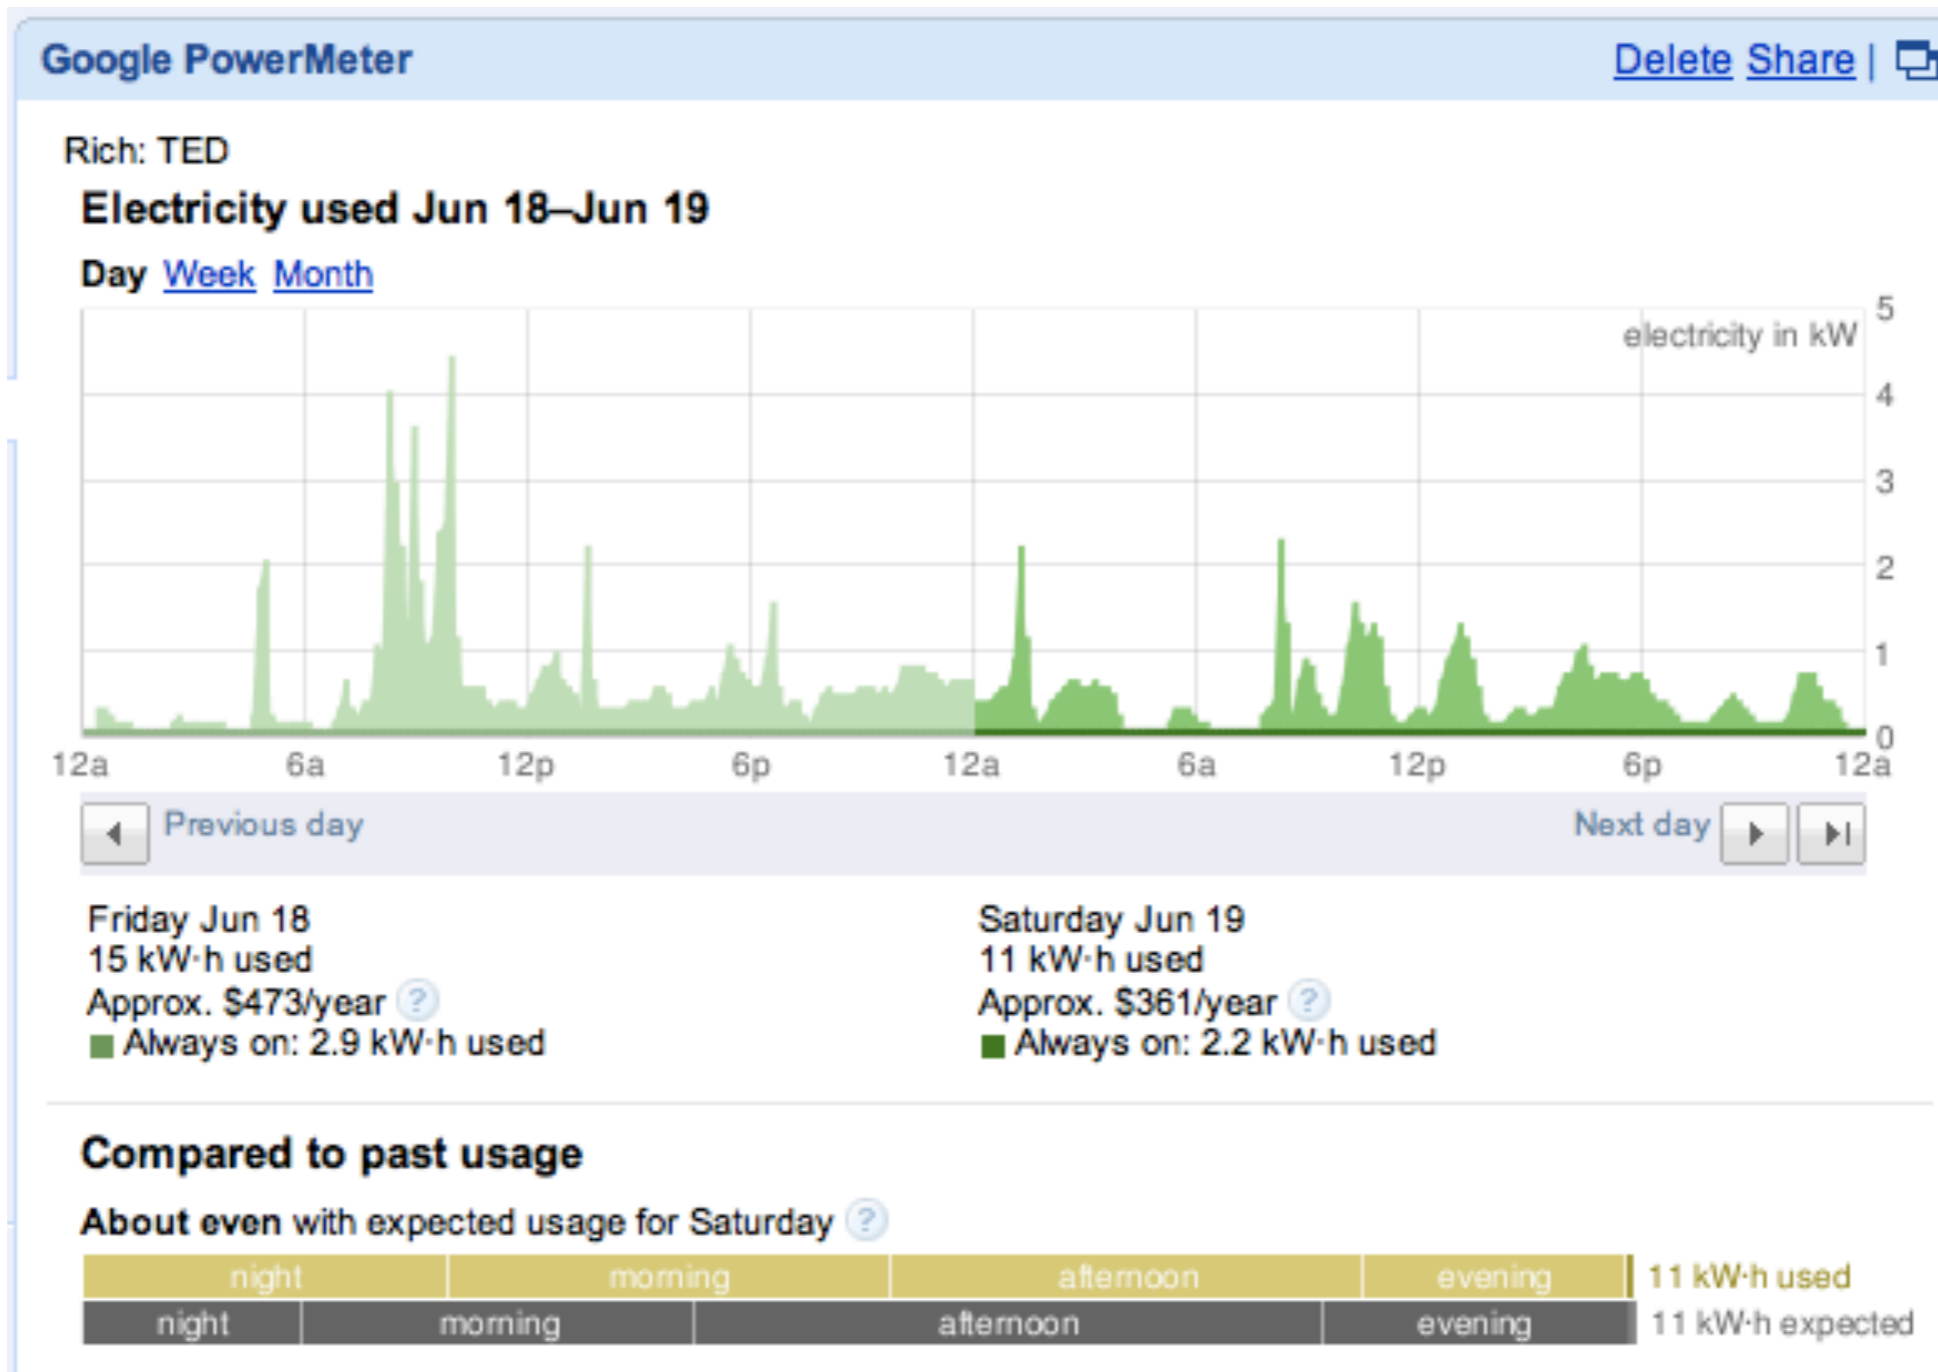 Google PowerMeter
Delete Share |
Rich: TED
Electricity used Jun 18–Jun 19
Day Week Month
electricity in kW
5
4
3
2
1
0
12a 6a 12p 6p 12a 6a 12p 6p 12a
Previous day Next day
Friday Jun 18
15 kW·h used
Approx. $473/year ?
Always on: 2.9 kW·h used
Saturday Jun 19
11 kW·h used
Approx. $361/year ?
Always on: 2.2 kW·h used
Compared to past usage
About even with expected usage for Saturday ?
night morning afternoon evening 11 kW·h used
night morning afternoon evening 11 kW·h expected